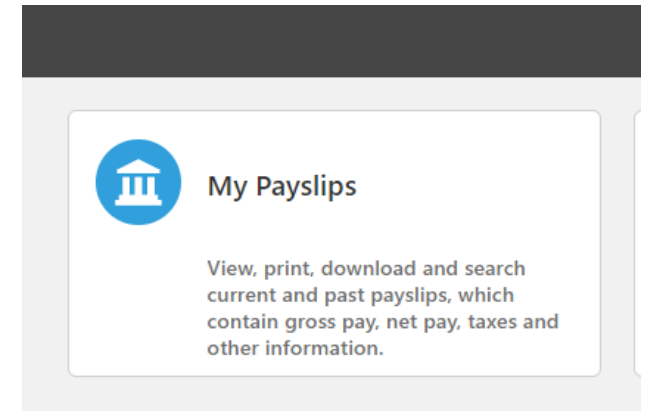 My Payslips
View, print, download and search
current and past payslips, which
contain gross pay, net pay, taxes and
other information.